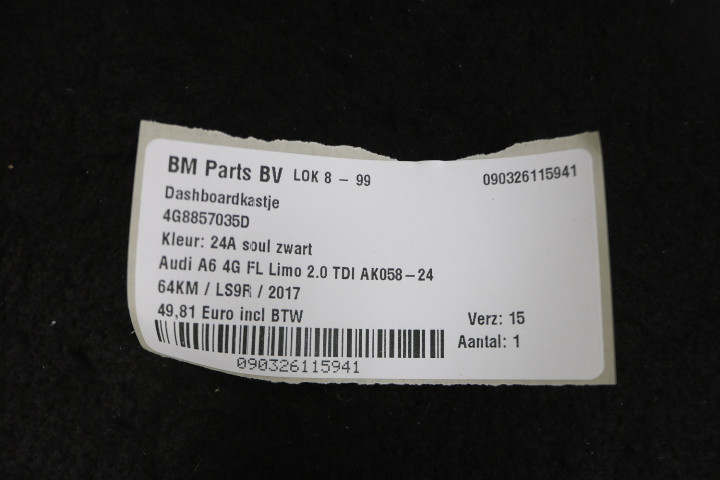 BM Parts BV LOK 8 - 99 090326115941
Dashboardkastje
4G8857035D
Kleur: 24A soul zwart
Audi A6 4G FL Limo 2.0 TDI AK058-24
64KM / LS9R / 2017
49,81 Euro incl BTW Verz: 15
Aantal: 1
090326115941